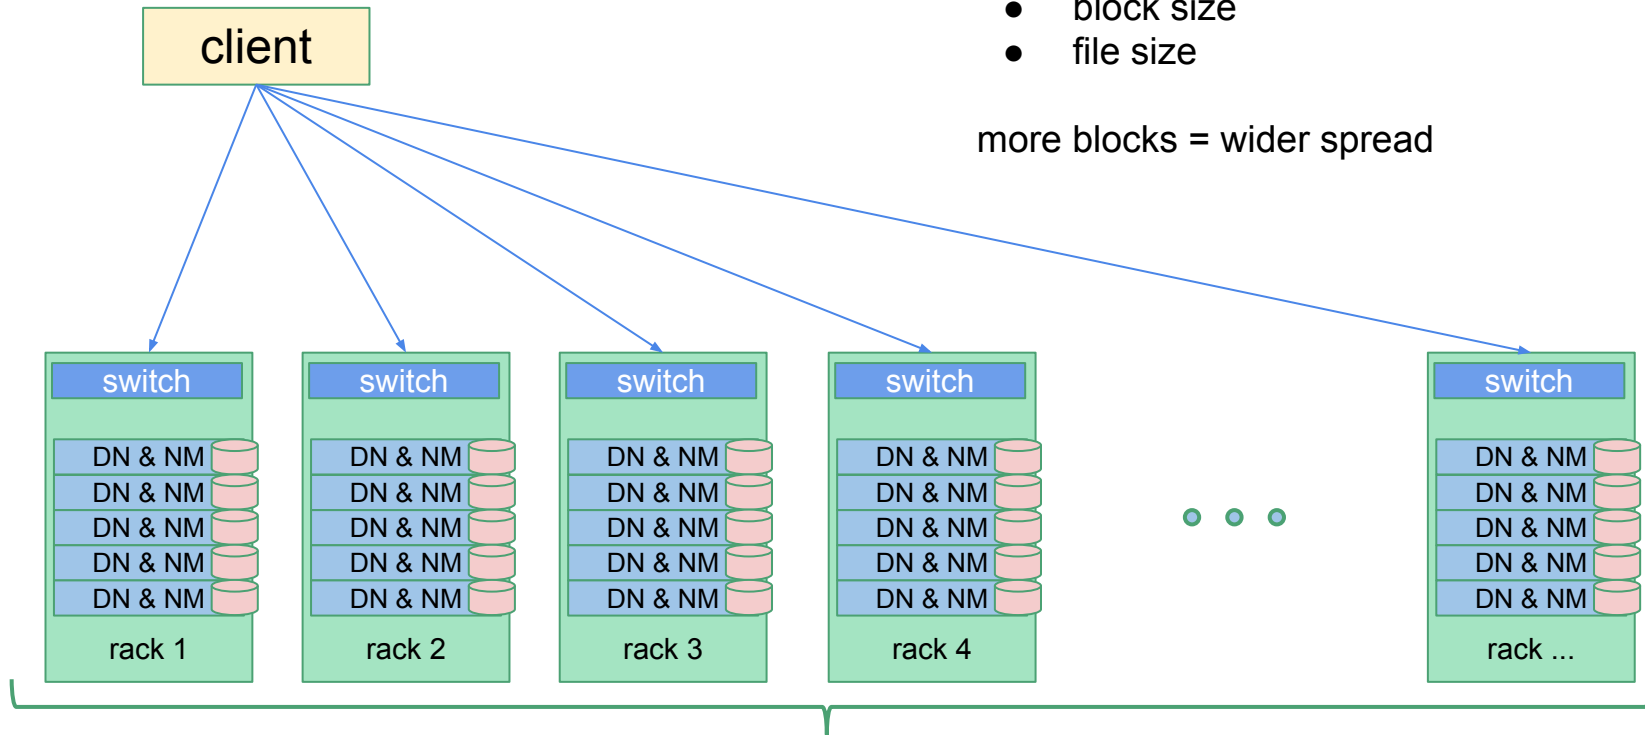 client
● block size
● file size
more blocks = wider spread
switch
DN & NM
DN & NM
DN & NM
DN & NM
DN & NM
rack 1
switch
DN & NM
DN & NM
DN & NM
DN & NM
DN & NM
rack 2
switch
DN & NM
DN & NM
DN & NM
DN & NM
DN & NM
rack 3
switch
DN & NM
DN & NM
DN & NM
DN & NM
DN & NM
rack 4
switch
DN & NM
DN & NM
DN & NM
DN & NM
DN & NM
rack ...